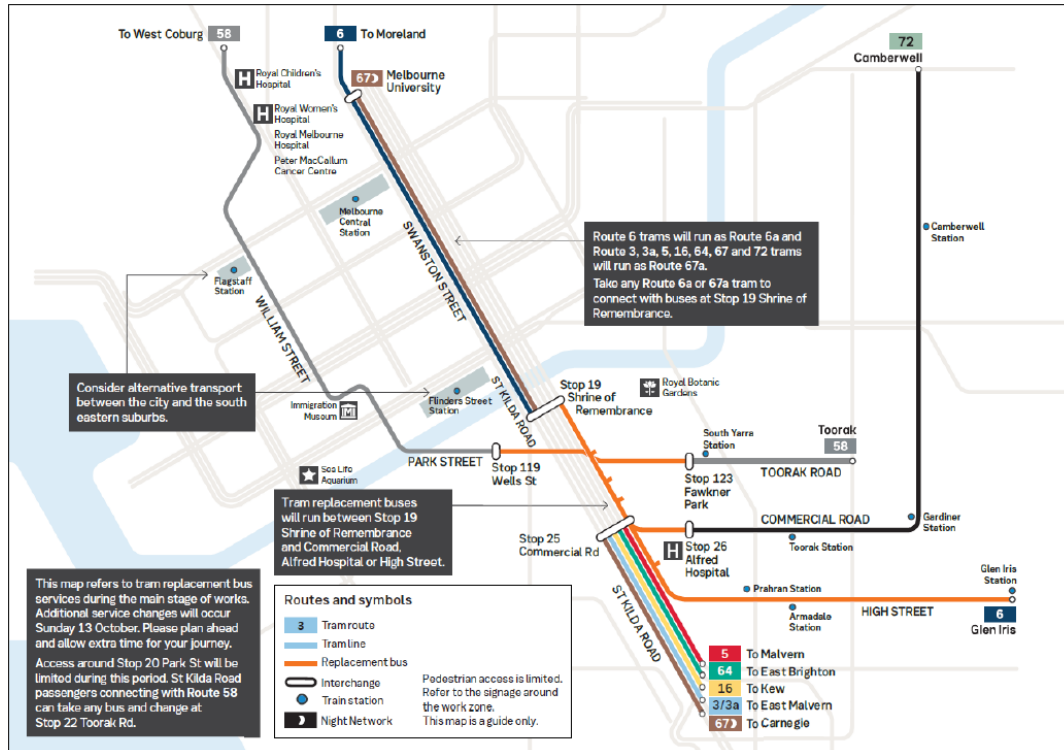 To West Coburg
58
6
To Moreland
67
Melbourne
University
72
Camberwell
Royal Children's
Hospital
Royal Women's
Hospital
Royal Melbourne
Hospital
Peter MacCallum
Cancer Centre
Melbourne
Central
Station
SWANSTON STREET
Route 6 trams will run as Route 6a and
Route 3, 3a, 5, 16, 64, 67 and 72 trams
will run as Route 67a.
Take any Route 6a or 67a tram to
connect with buses at Stop 19 Shrine of
Remembrance.
Camberwell
Station
Flagstaff
Station
WILLIAM STREET
Consider alternative transport
between the city and the south
eastern suburbs.
Immigration
Museum
Flinders Street
Station
ST KILDA ROAD
Stop 19
Shrine of
Remembrance
Royal Botanic
Gardens
South Yarra
Station
Toorak
58
PARK STREET
Stop 119
Wells St
Stop 123
Fawkner
Park
TOORAK ROAD
Sea Life
Aquarium
Tram replacement buses
will run between Stop 19
Shrine of Remembrance
and Commercial Road,
Alfred Hospital or High Street.
Stop 25
Commercial Rd
H
Stop 26
Alfred
Hospital
COMMERCIAL ROAD
Toorak Station
Gardiner
Station
Glen Iris
Station
Prahran Station
Armadale
Station
HIGH STREET
6
Glen Iris
ST KILDA ROAD
This map refers to tram replacement bus
services during the main stage of works.
Additional service changes will occur
Sunday 13 October. Please plan ahead
and allow extra time for your journey.
Access around Stop 20 Park St will be
limited during this period. St Kilda Road
passengers connecting with Route 58
can take any bus and change at
Stop 22 Toorak Rd.
Routes and symbols
3 Tram route
Tram line
Replacement bus
Interchange
Train station
Night Network
Pedestrian access is limited.
Refer to the signage around
the work zone.
This map is a guide only.
5 To Malvern
64 To East Brighton
16 To Kew
3/3a To East Malvern
67 To Carnegie